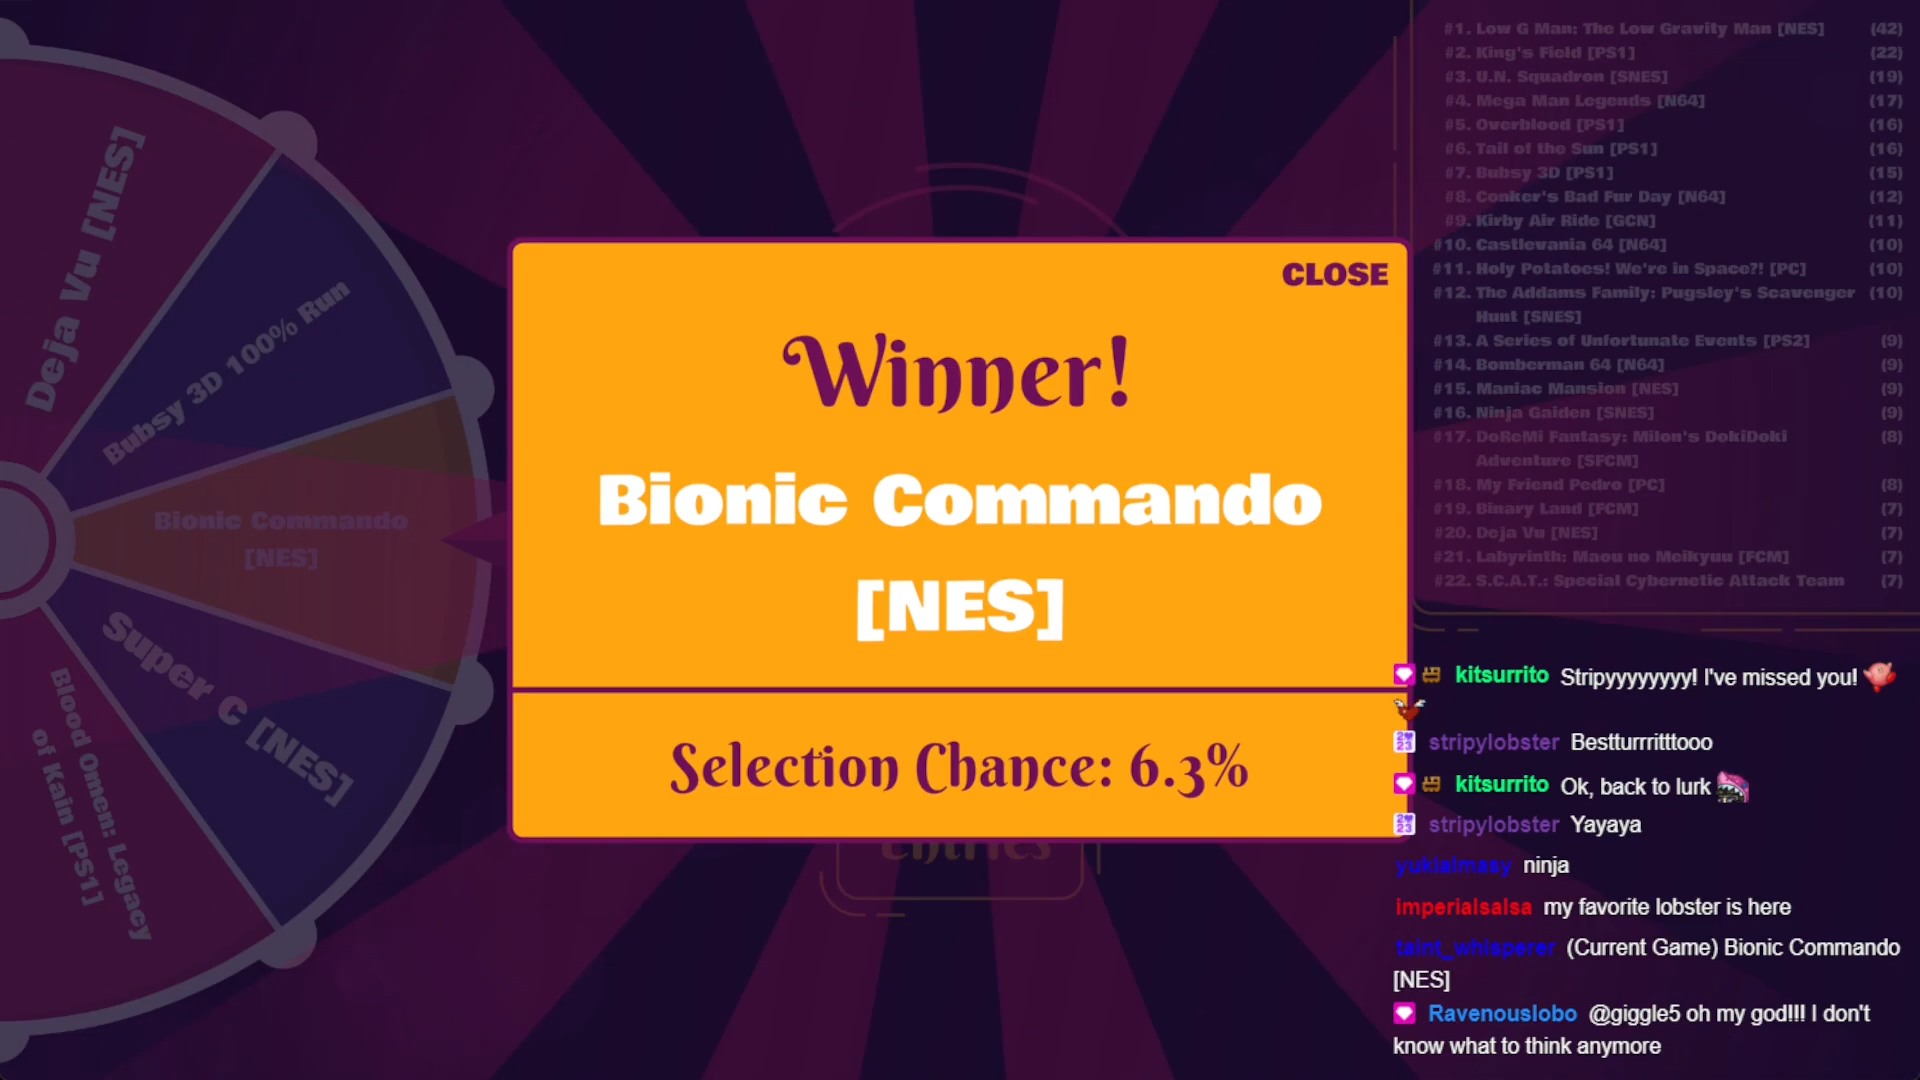 Deja Vu [NES]
Bubsy 3D 100% Run
Bionic Commando
[NES]
Super C [NES]
Blood Omen: Legacy
of Kain [PS1]
CLOSE
Winner!
Bionic Commando
[NES]
Selection Chance: 6.3%
Entries
#1. Low G Man: The Low Gravity Man [NES] (42)
#2. King's Field [PS1] (22)
#3. U.N. Squadron [SNES] (19)
#4. Mega Man Legends [N64] (17)
#5. Overblood [PS1] (16)
#6. Tail of the Sun [PS1] (16)
#7. Bubsy 3D [PS1] (15)
#8. Conker's Bad Fur Day [N64] (12)
#9. Kirby Air Ride [GCN] (11)
#10. Castlevania 64 [N64] (10)
#11. Holy Potatoes! We're in Space?! [PC] (10)
#12. The Addams Family: Pugsley's Scavenger (10)
Hunt [SNES]
#13. A Series of Unfortunate Events [PS2] (9)
#14. Bomberman 64 [N64] (9)
#15. Maniac Mansion [NES] (9)
#16. Ninja Gaiden [SNES] (9)
#17. DoReMi Fantasy: Milon's DokiDoki (8)
Adventure [SFCM]
#18. My Friend Pedro [PC] (8)
#19. Binary Land [FCM] (7)
#20. Deja Vu [NES] (7)
#21. Labyrinth: Maou no Meikyuu [FCM] (7)
#22. S.C.A.T.: Special Cybernetic Attack Team (7)
kitsurrito Stripyyyyyyyy! I've missed you!
stripylobster Bestturrritttooo
kitsurrito Ok, back to lurk
stripylobster Yayaya
yukialmasy ninja
imperialsalsa my favorite lobster is here
taint_whisperer (Current Game) Bionic Commando
[NES]
Ravenouslobo @giggle5 oh my god!!! I don't
know what to think anymore